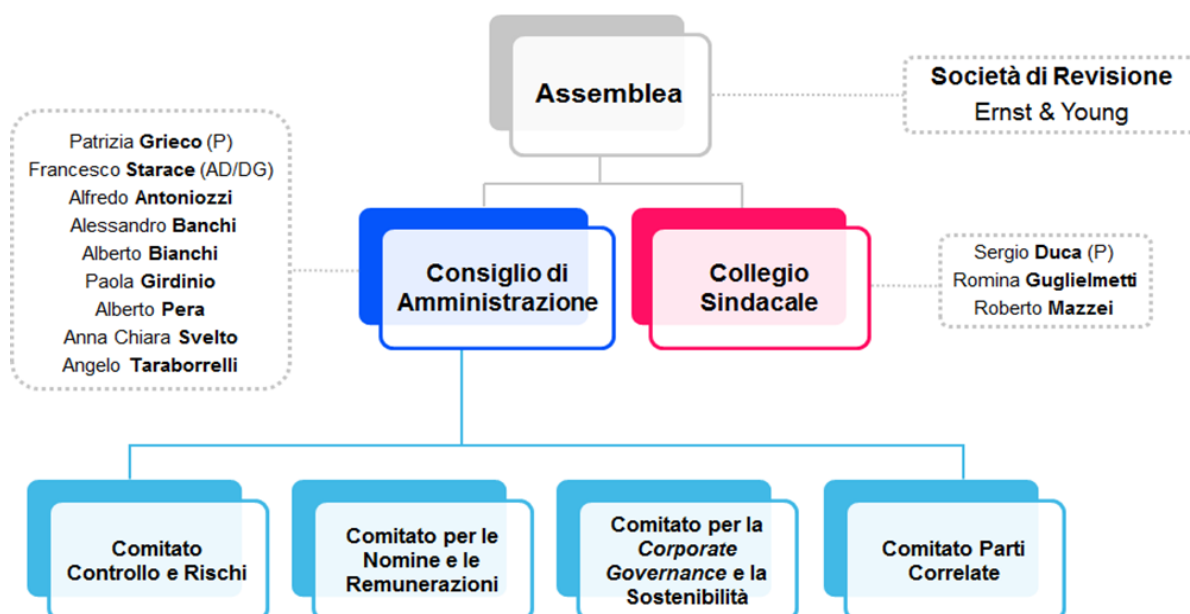 Assemblea
Società di Revisione
Ernst & Young
Patrizia Grieco (P)
Francesco Starace (AD/DG)
Alfredo Antoniozzi
Alessandro Banchi
Alberto Bianchi
Paola Girdinio
Alberto Pera
Anna Chiara Svelto
Angelo Taraborrelli
Consiglio di
Amministrazione
Collegio
Sindacale
Sergio Duca (P)
Romina Guglielmetti
Roberto Mazzei
Comitato
Controllo e Rischi
Comitato per le
Nomine e le
Remunerazioni
Comitato per la
Corporate
Governance e la
Sostenibilità
Comitato Parti
Correlate